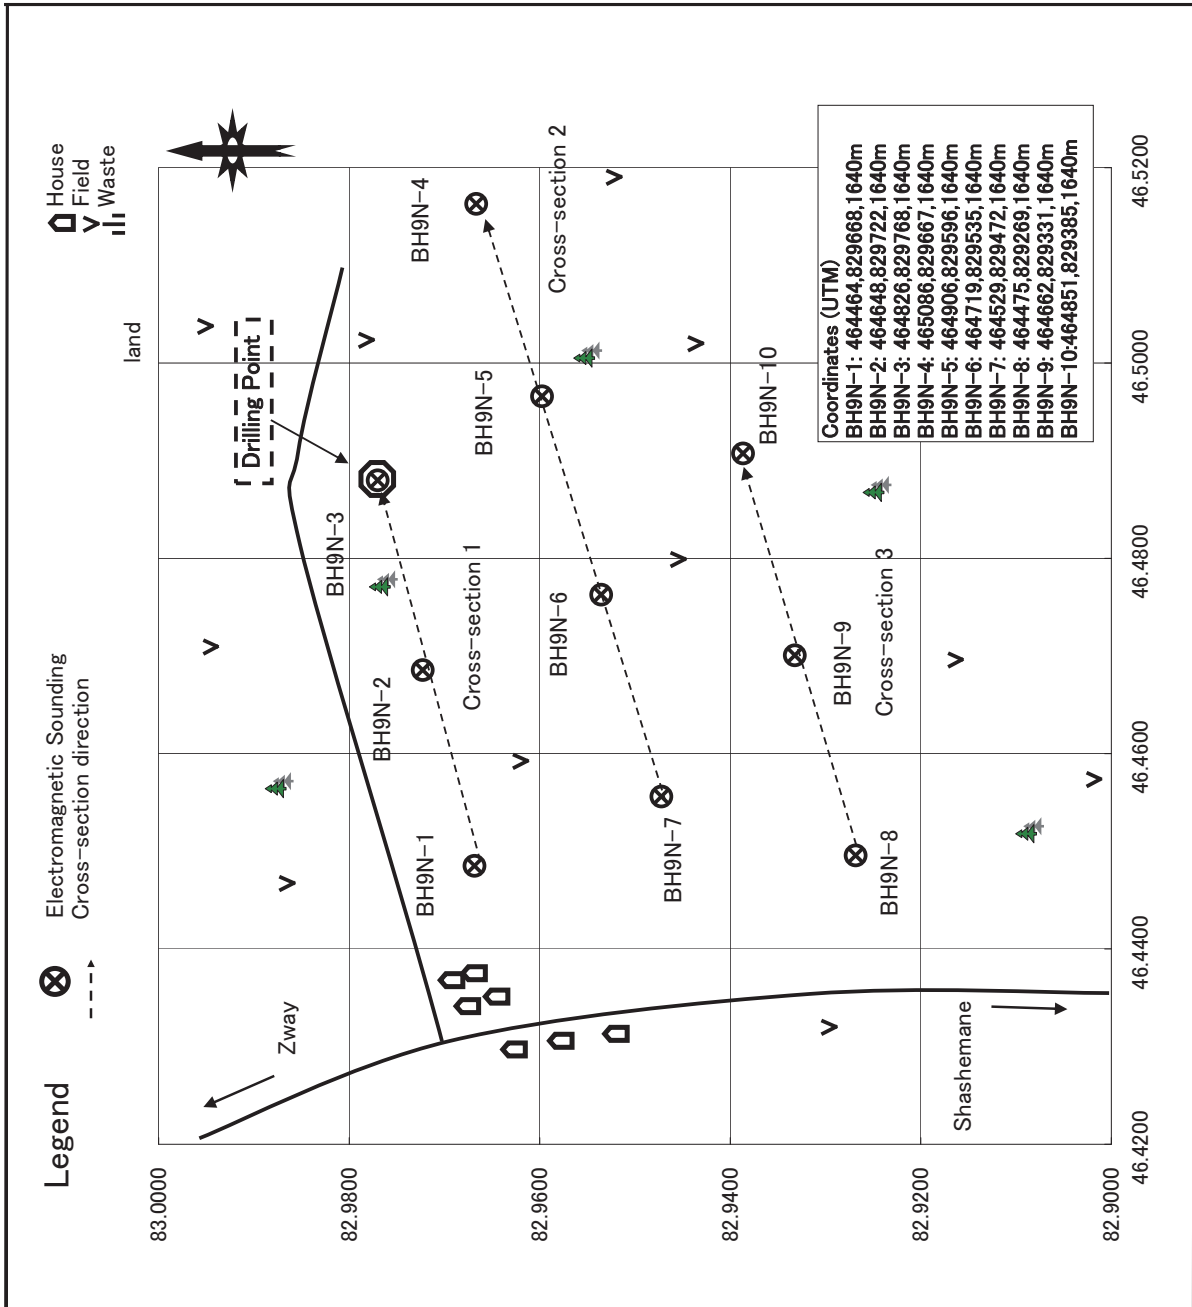 Legend
Electromagnetic Sounding
Cross-section direction
House
Field
Waste
land
Zway
Shashemane
Drilling Point
BH9N-1
BH9N-2
BH9N-3
Cross-section 1
BH9N-4
BH9N-5
BH9N-6
BH9N-7
Cross-section 2
BH9N-8
BH9N-9
BH9N-10
Cross-section 3
83.0000
82.9800
82.9600
82.9400
82.9200
82.9000
46.4200
46.4400
46.4600
46.4800
46.5000
46.5200
Coordinates (UTM)
BH9N-1: 464464,829668,1640m
BH9N-2: 464648,829722,1640m
BH9N-3: 464826,829768,1640m
BH9N-4: 465086,829667,1640m
BH9N-5: 464906,829596,1640m
BH9N-6: 464719,829535,1640m
BH9N-7: 464529,829472,1640m
BH9N-8: 464475,829269,1640m
BH9N-9: 464662,829331,1640m
BH9N-10:464851,829385,1640m